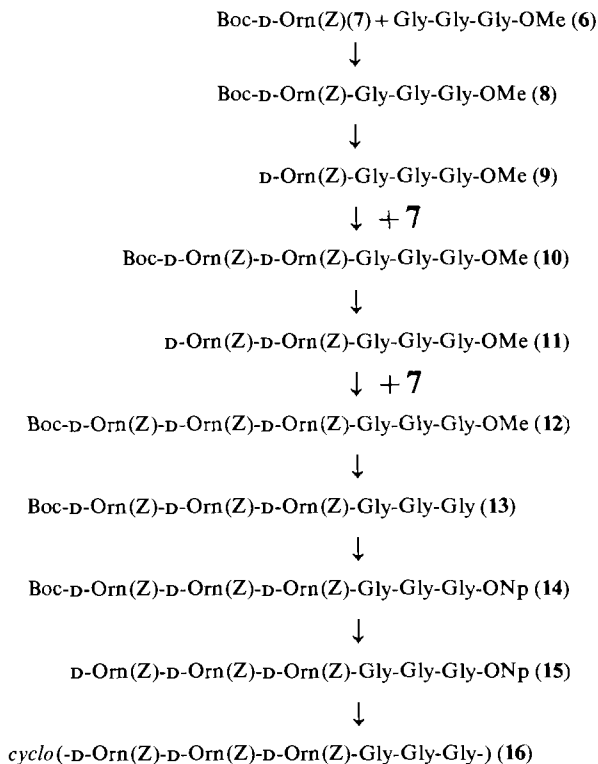 Boc-D-Orn(Z)(7) + Gly-Gly-Gly-OMe (6)
↓
Boc-D-Orn(Z)-Gly-Gly-Gly-OMe (8)
↓
D-Orn(Z)-Gly-Gly-Gly-OMe (9)
↓ + 7
Boc-D-Orn(Z)-D-Orn(Z)-Gly-Gly-Gly-OMe (10)
↓
D-Orn(Z)-D-Orn(Z)-Gly-Gly-Gly-OMe (11)
↓ + 7
Boc-D-Orn(Z)-D-Orn(Z)-D-Orn(Z)-Gly-Gly-Gly-OMe (12)
↓
Boc-D-Orn(Z)-D-Orn(Z)-D-Orn(Z)-Gly-Gly-Gly (13)
↓
Boc-D-Orn(Z)-D-Orn(Z)-D-Orn(Z)-Gly-Gly-Gly-ONp (14)
↓
D-Orn(Z)-D-Orn(Z)-D-Orn(Z)-Gly-Gly-Gly-ONp (15)
↓
cyclo(-D-Orn(Z)-D-Orn(Z)-D-Orn(Z)-Gly-Gly-Gly-) (16)